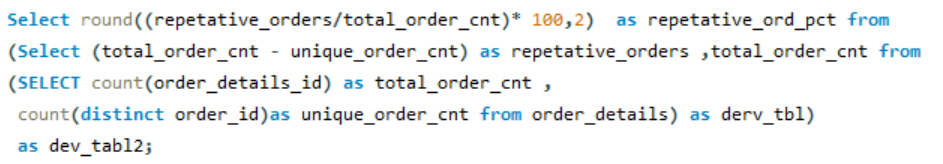 Select round((repetative_orders/total_order_cnt)* 100,2)  as repetative_ord_pct from
(Select (total_order_cnt - unique_order_cnt) as repetative_orders ,total_order_cnt from
(SELECT count(order_details_id) as total_order_cnt ,
count(distinct order_id)as unique_order_cnt from order_details) as derv_tbl)
as dev_tabl2;